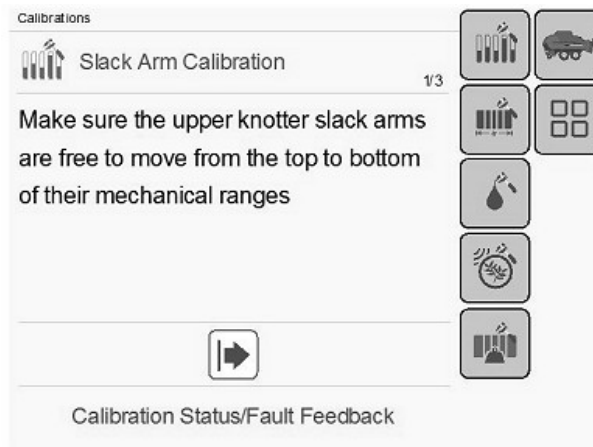 Calibrations
Slack Arm Calibration
1/3
Make sure the upper knotter slack arms
are free to move from the top to bottom
of their mechanical ranges
Calibration Status/Fault Feedback